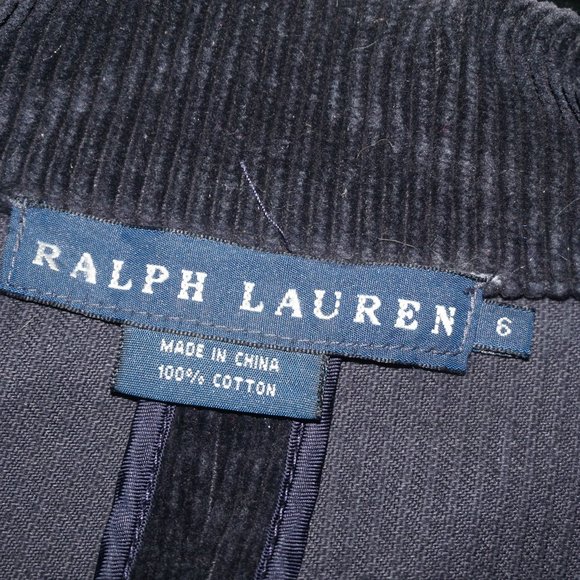 RALPH LAUREN
6
MADE IN CHINA
100% COTTON